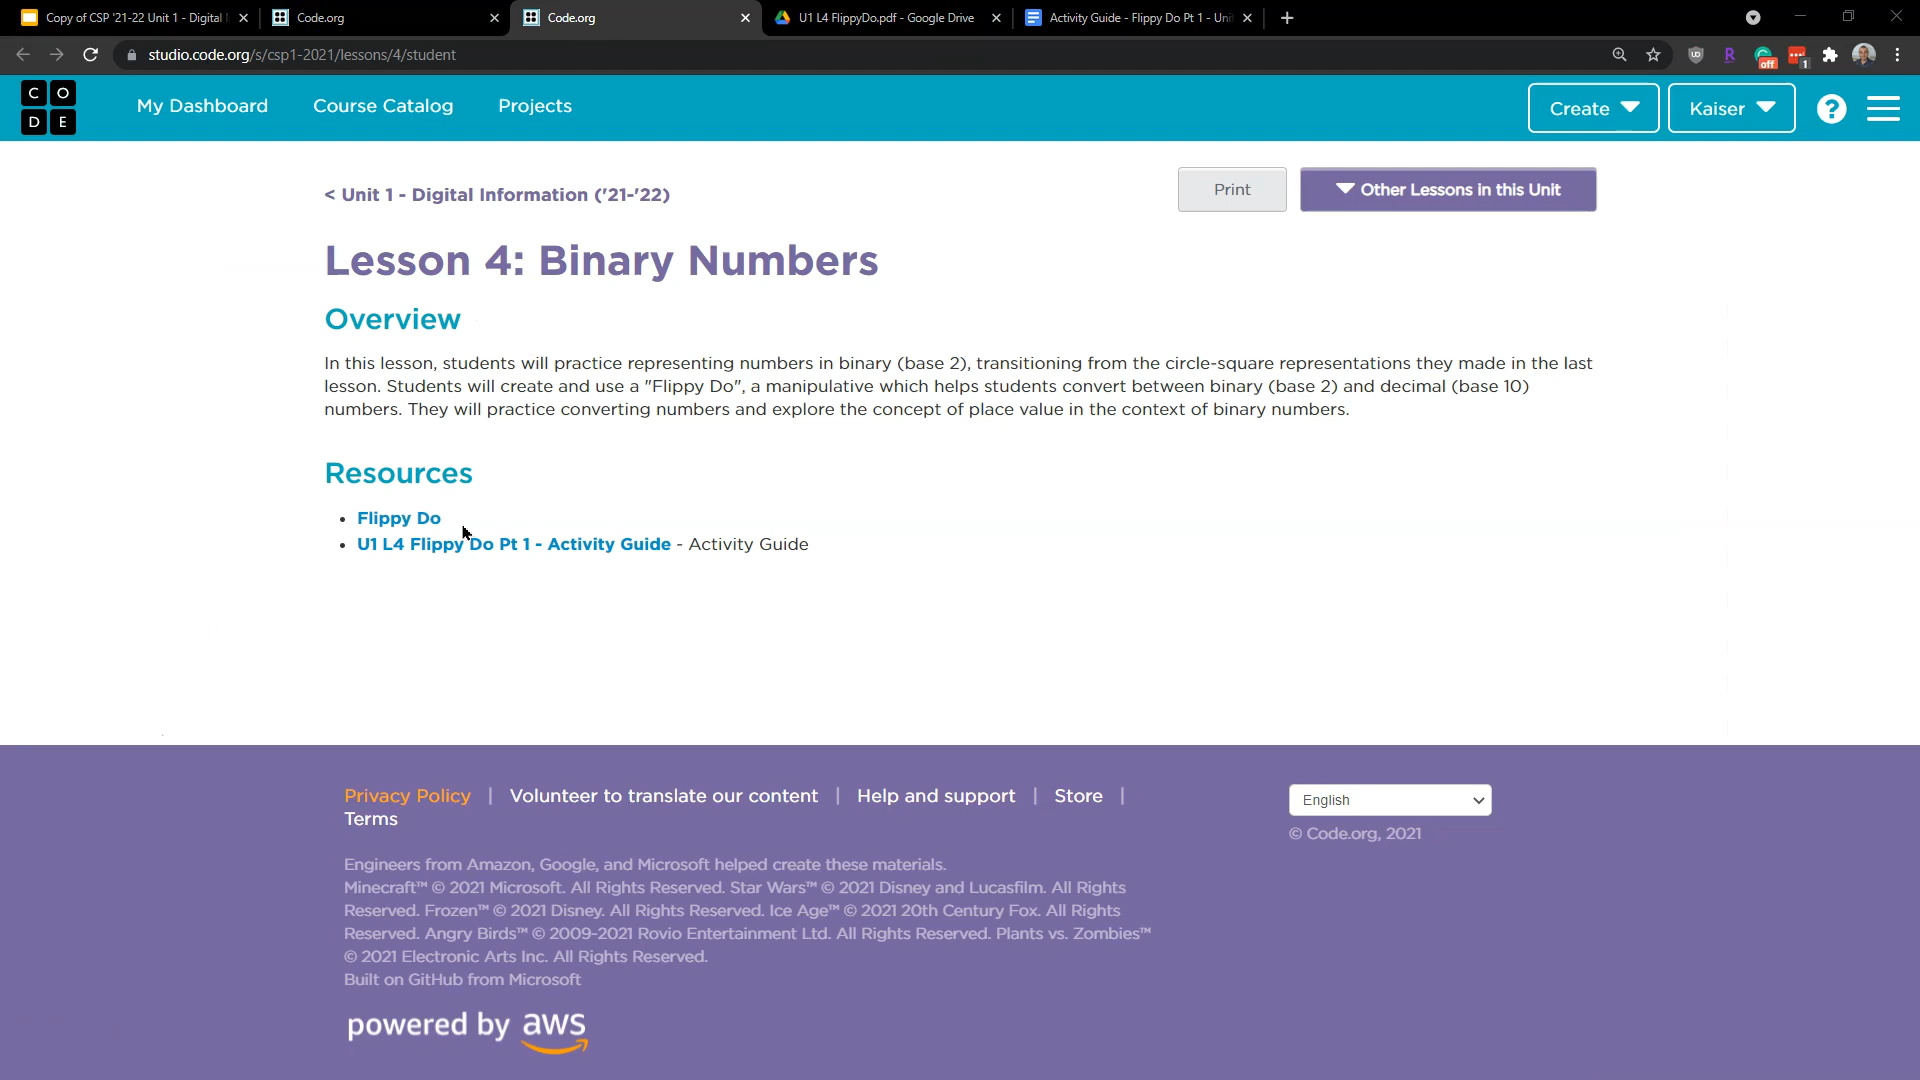 Copy of CSP '21-22 Unit 1 - Digital
Code.org
Code.org
U1 L4 FlippyDo.pdf - Google Drive
Activity Guide - Flippy Do Pt 1 - Uni
studio.code.org/s/csp1-2021/lessons/4/student
off
1
C O
D E
My Dashboard
Course Catalog
Projects
Create
Kaiser
?
< Unit 1 - Digital Information ('21-'22)
Print
Other Lessons in this Unit
Lesson 4: Binary Numbers
Overview
In this lesson, students will practice representing numbers in binary (base 2), transitioning from the circle-square representations they made in the last
lesson. Students will create and use a "Flippy Do", a manipulative which helps students convert between binary (base 2) and decimal (base 10)
numbers. They will practice converting numbers and explore the concept of place value in the context of binary numbers.
Resources
• Flippy Do
• U1 L4 Flippy Do Pt 1 - Activity Guide - Activity Guide
Privacy Policy | Volunteer to translate our content | Help and support | Store |
Terms
English
© Code.org, 2021
Engineers from Amazon, Google, and Microsoft helped create these materials.
Minecraft™ © 2021 Microsoft. All Rights Reserved. Star Wars™ © 2021 Disney and Lucasfilm. All Rights
Reserved. Frozen™ © 2021 Disney. All Rights Reserved. Ice Age™ © 2021 20th Century Fox. All Rights
Reserved. Angry Birds™ © 2009-2021 Rovio Entertainment Ltd. All Rights Reserved. Plants vs. Zombies™
© 2021 Electronic Arts Inc. All Rights Reserved.
Built on GitHub from Microsoft
powered by aws